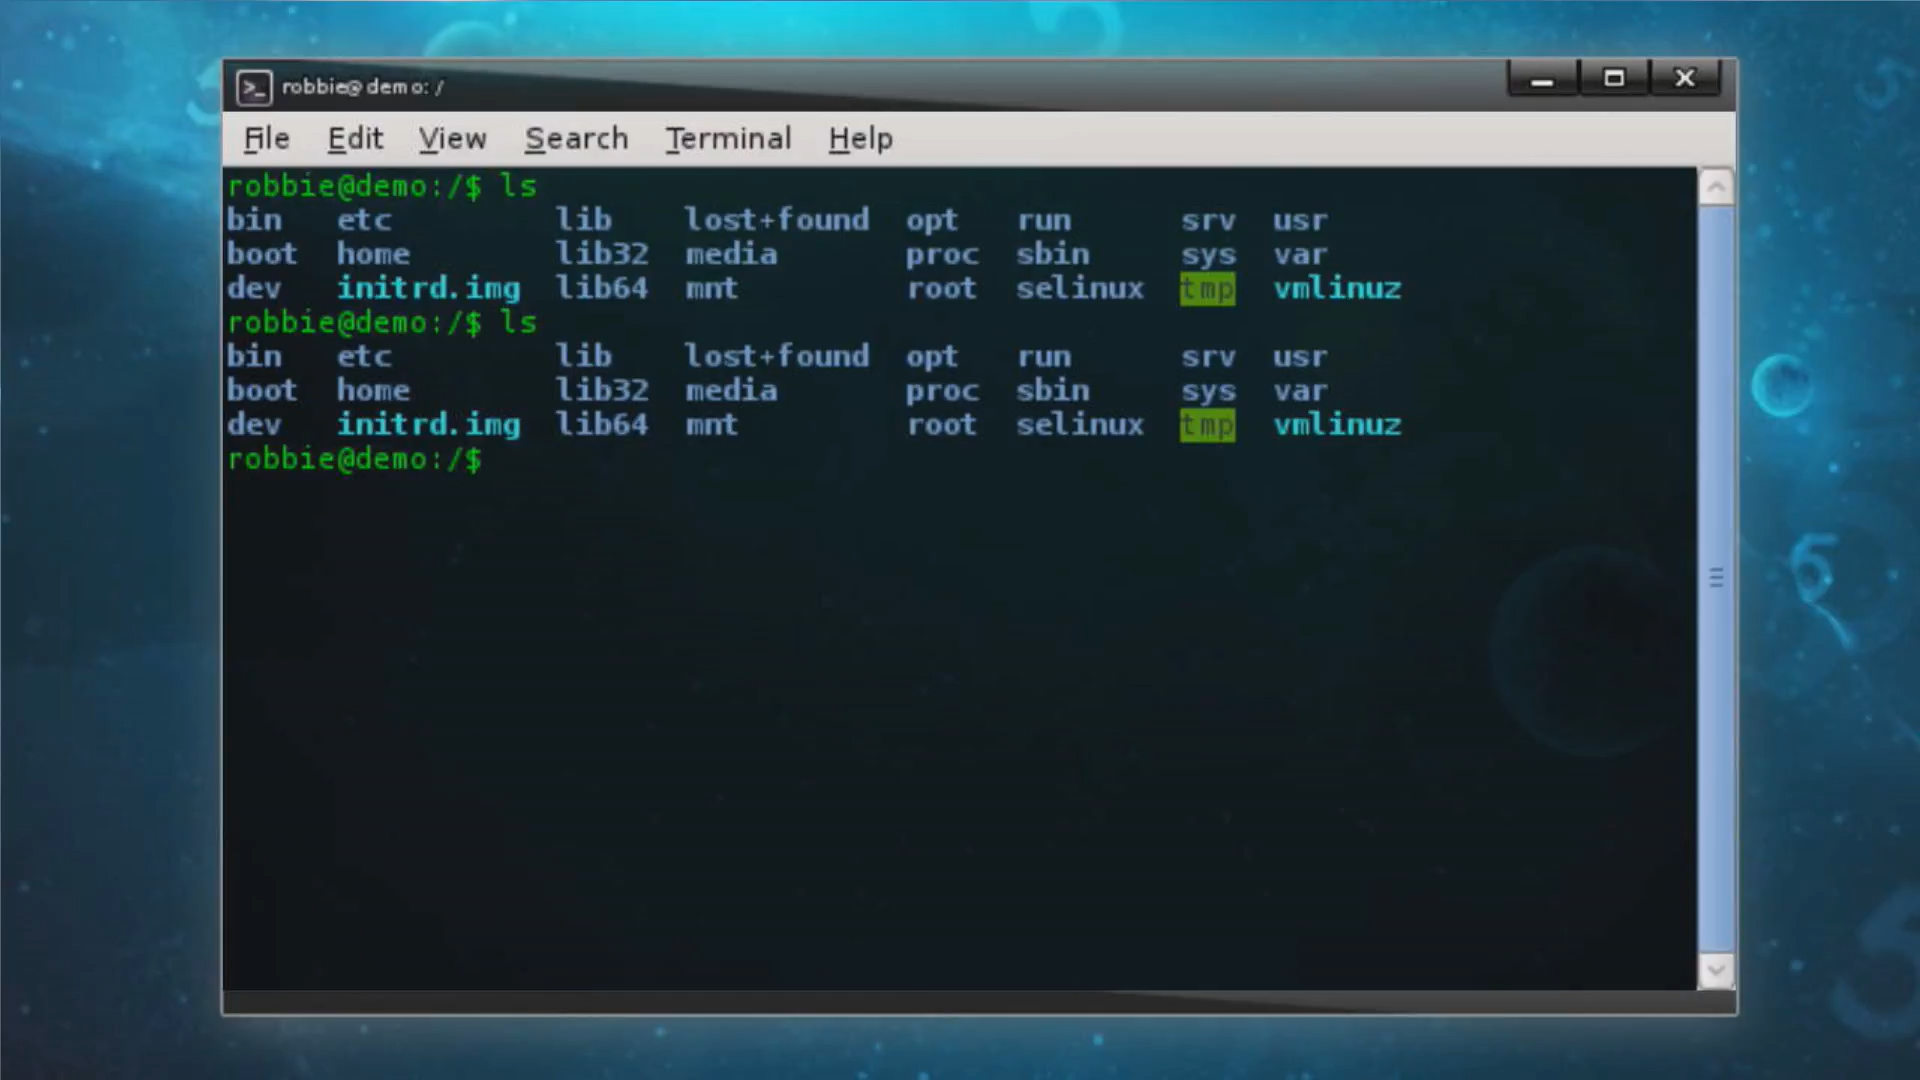 robbie@demo: /
File Edit View Search Terminal Help
robbie@demo:/$ ls
bin etc lib lost+found opt run srv usr
boot home lib32 media proc sbin sys var
dev initrd.img lib64 mnt root selinux tmp vmlinuz
robbie@demo:/$ ls
bin etc lib lost+found opt run srv usr
boot home lib32 media proc sbin sys var
dev initrd.img lib64 mnt root selinux tmp vmlinuz
robbie@demo:/$